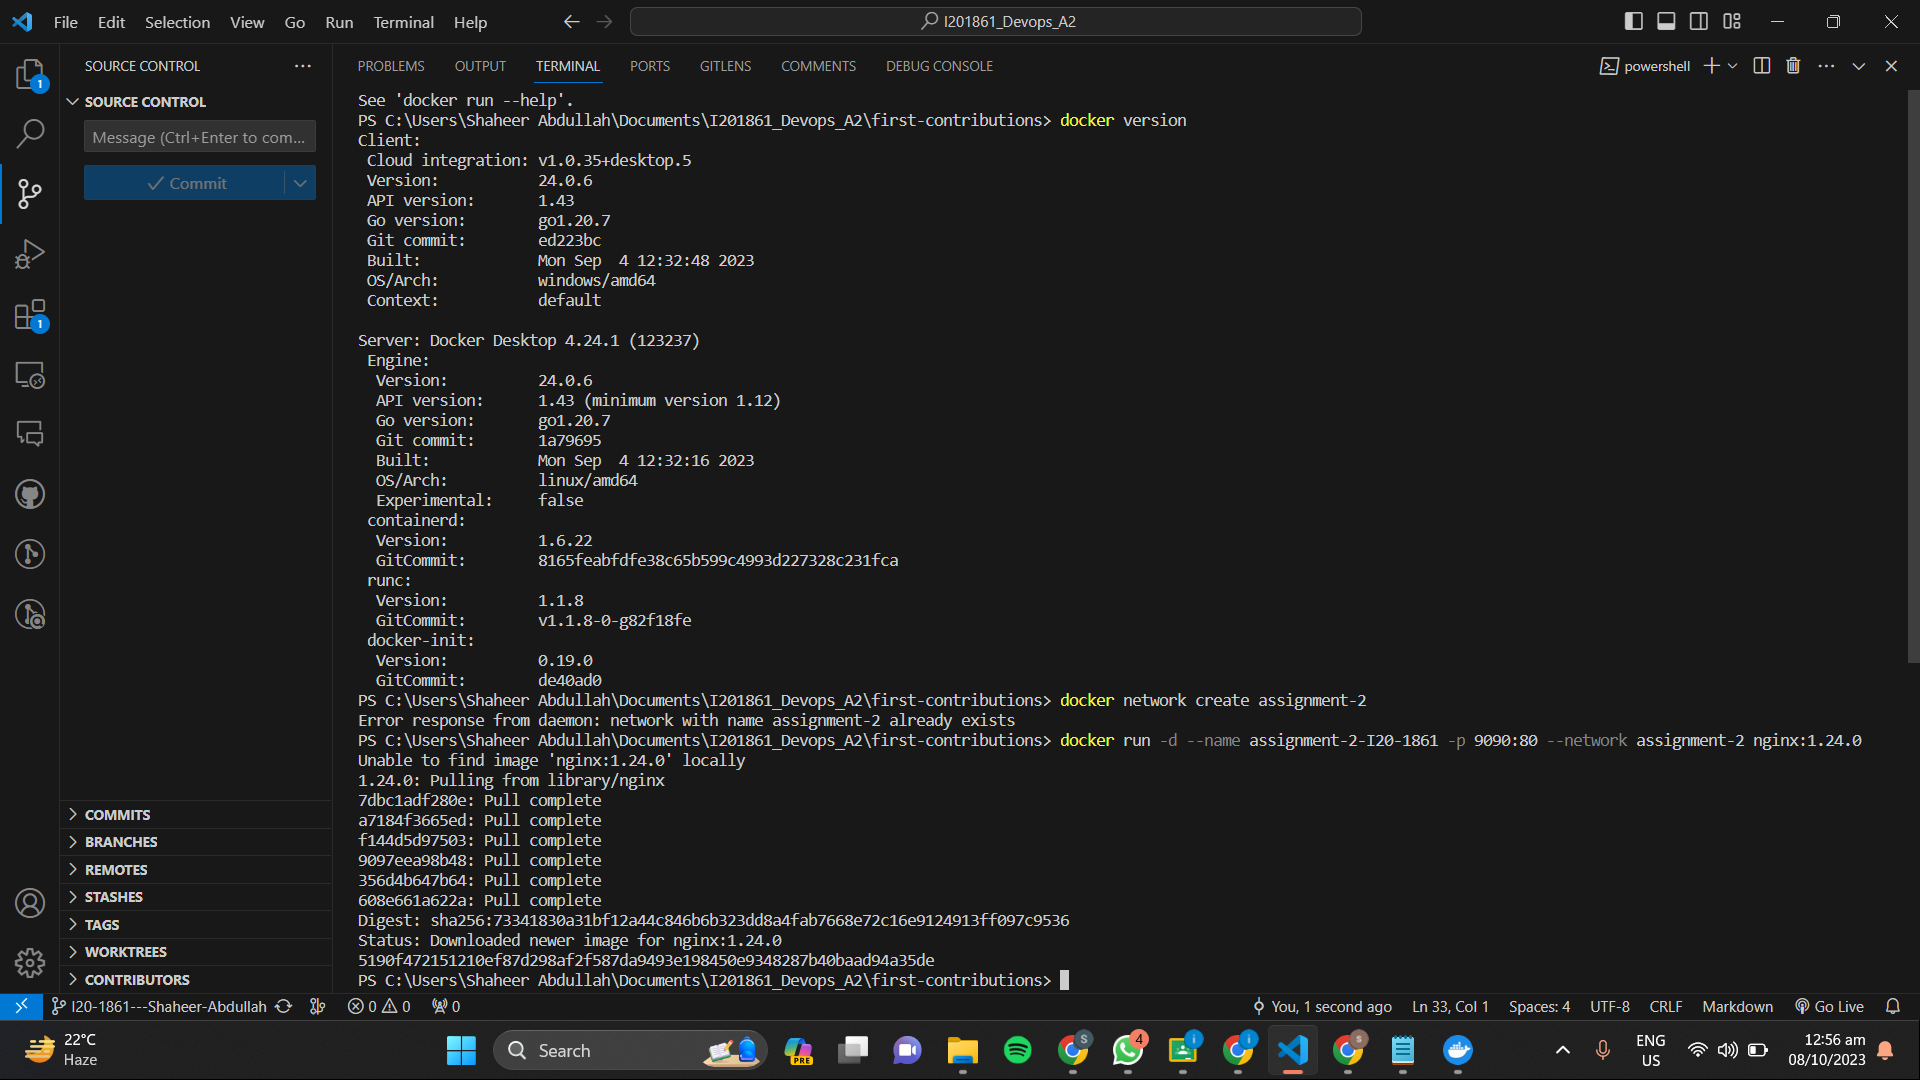 File Edit Selection View Go Run Terminal Help
I201861_Devops_A2
SOURCE CONTROL
SOURCE CONTROL
Message (Ctrl+Enter to com...
Commit
COMMITS
BRANCHES
REMOTES
STASHES
TAGS
WORKTREES
CONTRIBUTORS
1
1
PROBLEMS OUTPUT TERMINAL PORTS GITLENS COMMENTS DEBUG CONSOLE
powershell
See 'docker run --help'.
PS C:\Users\Shaheer Abdullah\Documents\I201861_Devops_A2\first-contributions> docker version
Client:
Cloud integration: v1.0.35+desktop.5
Version: 24.0.6
API version: 1.43
Go version: go1.20.7
Git commit: ed223bc
Built: Mon Sep  4 12:32:48 2023
OS/Arch: windows/amd64
Context: default
Server: Docker Desktop 4.24.1 (123237)
Engine:
Version: 24.0.6
API version: 1.43 (minimum version 1.12)
Go version: go1.20.7
Git commit: 1a79695
Built: Mon Sep  4 12:32:16 2023
OS/Arch: linux/amd64
Experimental: false
containerd:
Version: 1.6.22
GitCommit: 8165feabfdfe38c65b599c4993d227328c231fca
runc:
Version: 1.1.8
GitCommit: v1.1.8-0-g82f18fe
docker-init:
Version: 0.19.0
GitCommit: de40ad0
PS C:\Users\Shaheer Abdullah\Documents\I201861_Devops_A2\first-contributions> docker network create assignment-2
Error response from daemon: network with name assignment-2 already exists
PS C:\Users\Shaheer Abdullah\Documents\I201861_Devops_A2\first-contributions> docker run -d --name assignment-2-I20-1861 -p 9090:80 --network assignment-2 nginx:1.24.0
Unable to find image 'nginx:1.24.0' locally
1.24.0: Pulling from library/nginx
7dbc1adf280e: Pull complete
a7184f3665ed: Pull complete
f144d5d97503: Pull complete
9097eea98b48: Pull complete
356d4b647b64: Pull complete
608e661a622a: Pull complete
Digest: sha256:73341830a31bf12a44c846b6b323dd8a4fab7668e72c16e9124913ff097c9536
Status: Downloaded newer image for nginx:1.24.0
5190f472151210ef87d298af2f587da9493e198450e9348287b40baad94a35de
PS C:\Users\Shaheer Abdullah\Documents\I201861_Devops_A2\first-contributions>
I20-1861---Shaheer-Abdullah 0 0 0 You, 1 second ago Ln 33, Col 1 Spaces: 4 UTF-8 CRLF Markdown Go Live
22°C
Haze
Search
PRE
S
4
S
ENG
US
12:56 am
08/10/2023